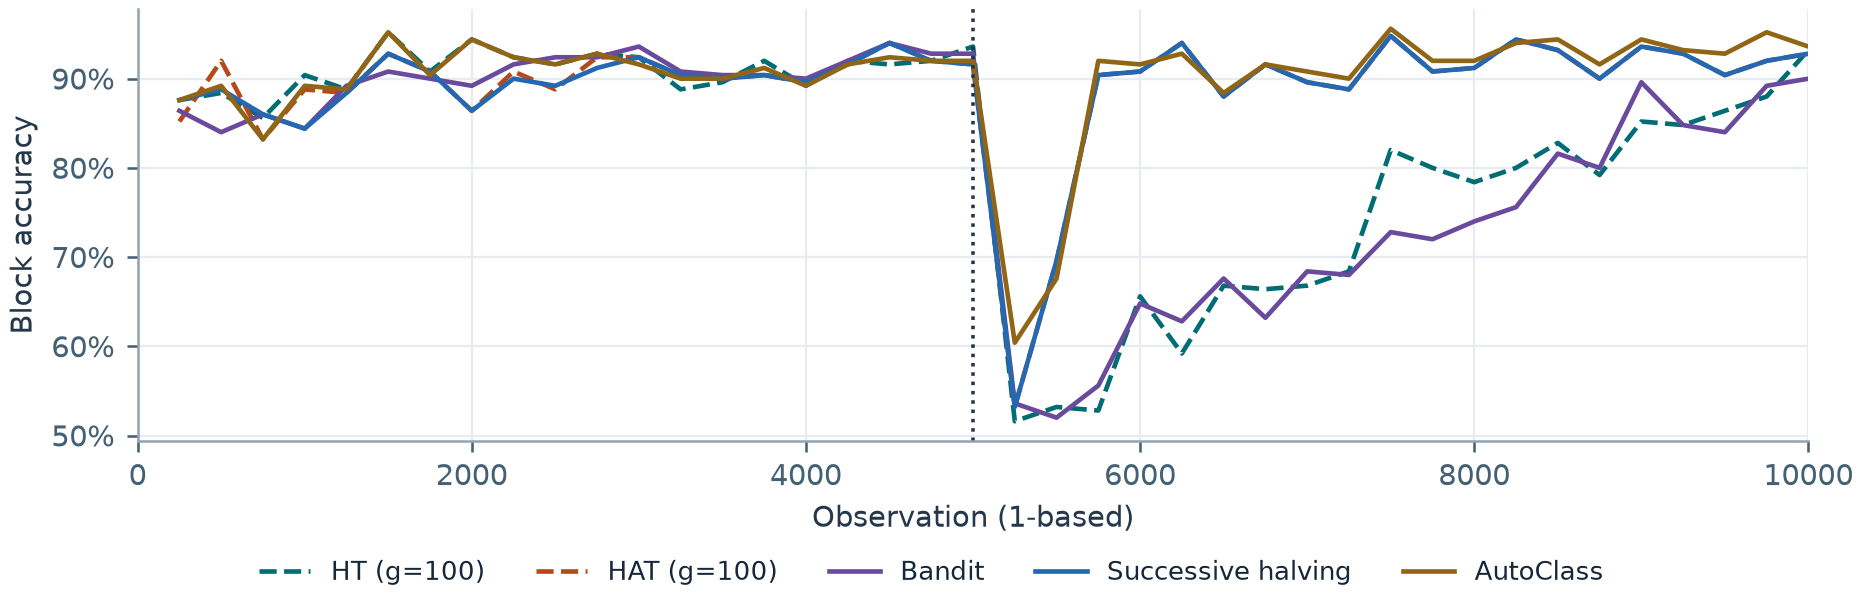 Block accuracy
90%
80%
70%
60%
50%
0 2000 4000 6000 8000 10000
Observation (1-based)
HT (g=100) HAT (g=100) Bandit Successive halving AutoClass